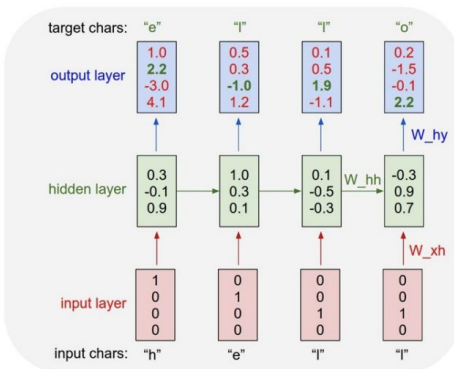 target chars: “e” “l” “l” “o”
output layer
1.0 0.5 0.1 0.2
2.2 0.3 0.5 -1.5
-3.0 -1.0 1.9 -0.1
4.1 1.2 -1.1 2.2
W_hy
hidden layer
0.3 1.0 0.1 -0.3
-0.1 0.3 -0.5 0.9
0.9 0.1 -0.3 0.7
W_hh
W_xh
input layer
1 0 0 0
0 1 0 0
0 0 1 1
0 0 0 0
input chars: “h” “e” “l” “l”